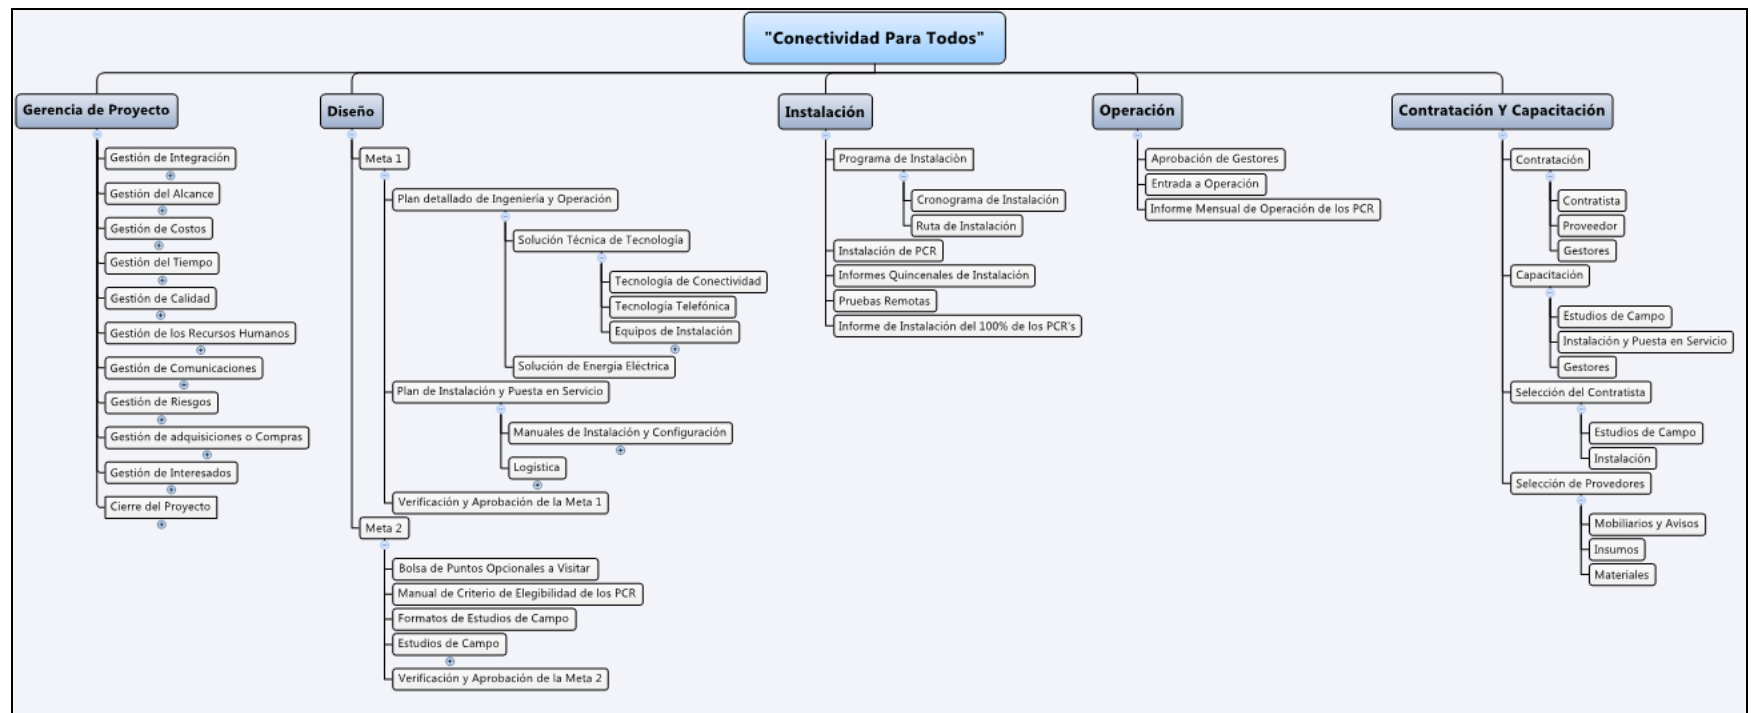 "Conectividad Para Todos"
Gerencia de Proyecto
Gestión de Integración
Gestión del Alcance
Gestión de Costos
Gestión del Tiempo
Gestión de Calidad
Gestión de los Recursos Humanos
Gestión de Comunicaciones
Gestión de Riesgos
Gestión de adquisiciones o Compras
Gestión de Interesados
Cierre del Proyecto
Diseño
Meta 1
Plan detallado de Ingeniería y Operación
Solución Técnica de Tecnología
Tecnología de Conectividad
Tecnología Telefónica
Equipos de Instalación
Solución de Energía Eléctrica
Plan de Instalación y Puesta en Servicio
Manuales de Instalación y Configuración
Logística
Verificación y Aprobación de la Meta 1
Meta 2
Bolsa de Puntos Opcionales a Visitar
Manual de Criterio de Elegibilidad de los PCR
Formatos de Estudios de Campo
Estudios de Campo
Verificación y Aprobación de la Meta 2
Instalación
Programa de Instalaciòn
Cronograma de Instalación
Ruta de Instalación
Instalación de PCR
Informes Quincenales de Instalación
Pruebas Remotas
Informe de Instalación del 100% de los PCR's
Operación
Aprobación de Gestores
Entrada a Operación
Informe Mensual de Operación de los PCR
Contratación Y Capacitación
Contratación
Contratista
Proveedor
Gestores
Capacitación
Estudios de Campo
Instalación y Puesta en Servicio
Gestores
Selección del Contratista
Estudios de Campo
Instalación
Selección de Provedores
Mobiliarios y Avisos
Insumos
Materiales